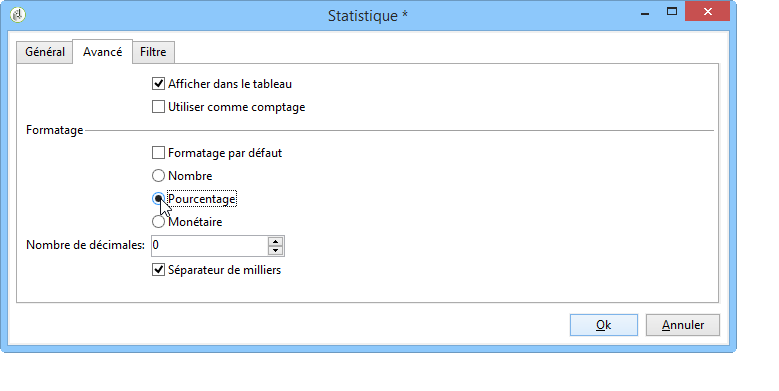 Statistique *
Général Avancé Filtre
Afficher dans le tableau
Utiliser comme comptage
Formatage
Formatage par défaut
Nombre
Pourcentage
Monétaire
Nombre de décimales: 0
Séparateur de milliers
Ok Annuler